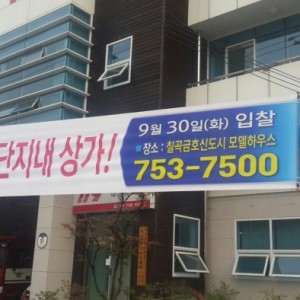 단지내 상가!
9월 30일(화) 입찰
장소 : 칠곡금호신도시 모델하우스
753-7500